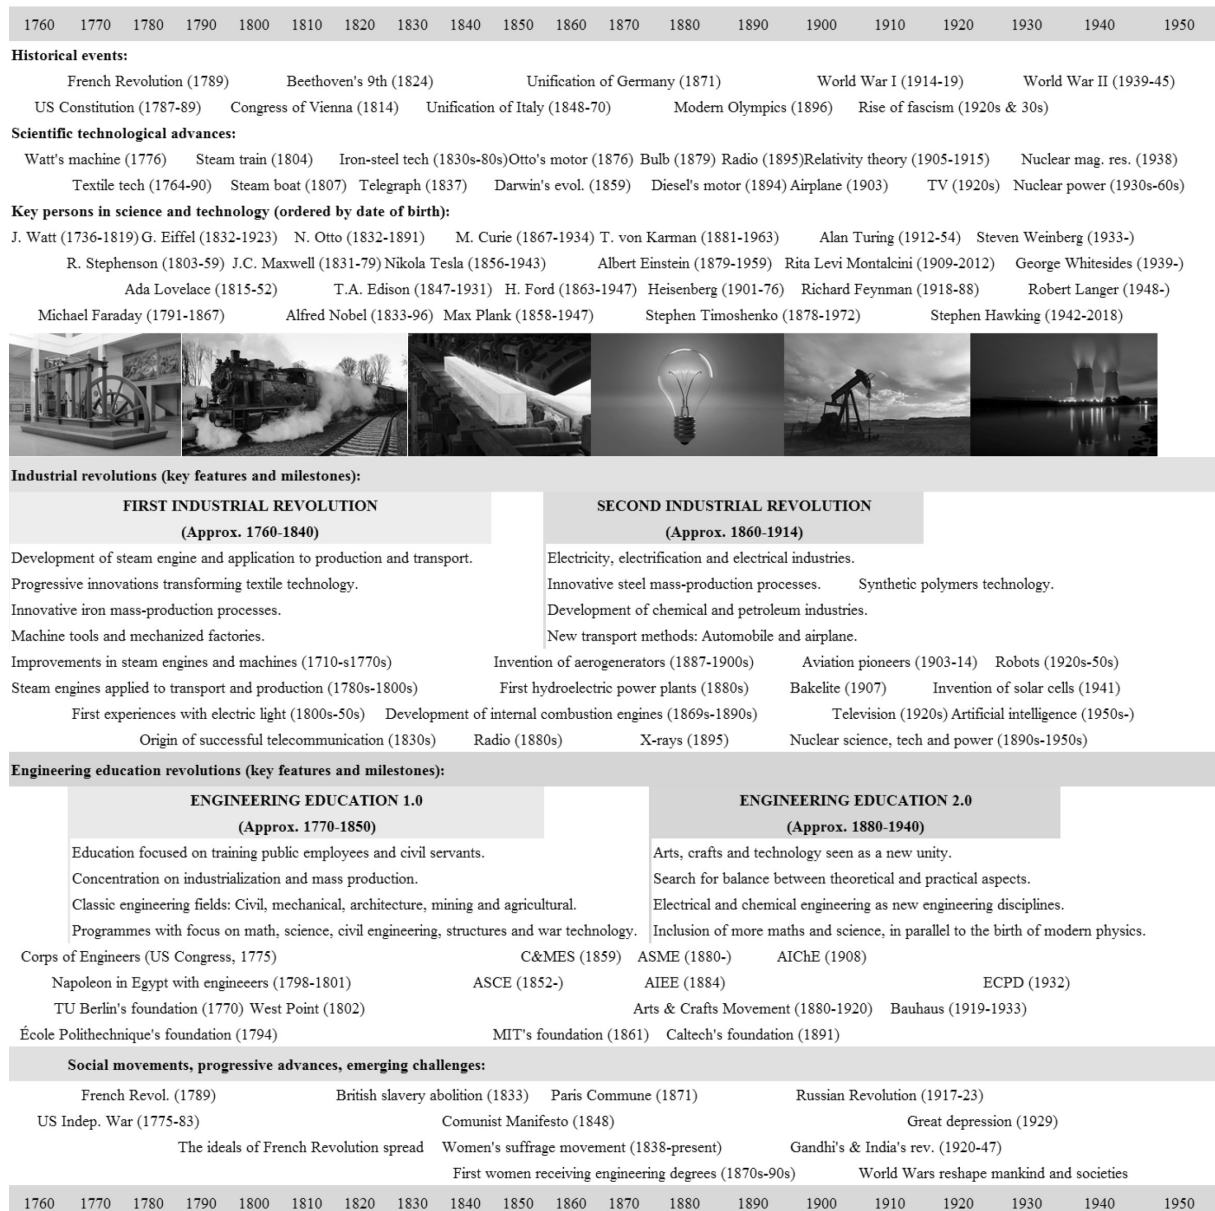 1760 1770 1780 1790 1800 1810 1820 1830 1840 1850 1860 1870 1880 1890 1900 1910 1920 1930 1940 1950
Historical events:
French Revolution (1789) Beethoven's 9th (1824) Unification of Germany (1871) World War I (1914-19) World War II (1939-45)
US Constitution (1787-89) Congress of Vienna (1814) Unification of Italy (1848-70) Modern Olympics (1896) Rise of fascism (1920s & 30s)
Scientific technological advances:
Watt's machine (1776) Steam train (1804) Iron-steel tech (1830s-80s) Otto's motor (1876) Bulb (1879) Radio (1895) Relativity theory (1905-1915) Nuclear mag. res. (1938)
Textile tech (1764-90) Steam boat (1807) Telegraph (1837) Darwin's evol. (1859) Diesel's motor (1894) Airplane (1903) TV (1920s) Nuclear power (1930s-60s)
Key persons in science and technology (ordered by date of birth):
J. Watt (1736-1819) G. Eiffel (1832-1923) N. Otto (1832-1891) M. Curie (1867-1934) T. von Karman (1881-1963) Alan Turing (1912-54) Steven Weinberg (1933-)
R. Stephenson (1803-59) J.C. Maxwell (1831-79) Nikola Tesla (1856-1943) Albert Einstein (1879-1959) Rita Levi Montalcini (1909-2012) George Whitesides (1939-)
Ada Lovelace (1815-52) T.A. Edison (1847-1931) H. Ford (1863-1947) Heisenberg (1901-76) Richard Feynman (1918-88) Robert Langer (1948-)
Michael Faraday (1791-1867) Alfred Nobel (1833-96) Max Plank (1858-1947) Stephen Timoshenko (1878-1972) Stephen Hawking (1942-2018)
Industrial revolutions (key features and milestones):
FIRST INDUSTRIAL REVOLUTION SECOND INDUSTRIAL REVOLUTION
(Approx. 1760-1840) (Approx. 1860-1914)
Development of steam engine and application to production and transport. Electricity, electrification and electrical industries.
Progressive innovations transforming textile technology. Innovative steel mass-production processes. Synthetic polymers technology.
Innovative iron mass-production processes. Development of chemical and petroleum industries.
Machine tools and mechanized factories. New transport methods: Automobile and airplane.
Improvements in steam engines and machines (1710-s1770s) Invention of aerogenerators (1887-1900s) Aviation pioneers (1903-14) Robots (1920s-50s)
Steam engines applied to transport and production (1780s-1800s) First hydroelectric power plants (1880s) Bakelite (1907) Invention of solar cells (1941)
First experiences with electric light (1800s-50s) Development of internal combustion engines (1869s-1890s) Television (1920s) Artificial intelligence (1950s-)
Origin of successful telecommunication (1830s) Radio (1880s) X-rays (1895) Nuclear science, tech and power (1890s-1950s)
Engineering education revolutions (key features and milestones):
ENGINEERING EDUCATION 1.0 ENGINEERING EDUCATION 2.0
(Approx. 1770-1850) (Approx. 1880-1940)
Education focused on training public employees and civil servants. Arts, crafts and technology seen as a new unity.
Concentration on industrialization and mass production. Search for balance between theoretical and practical aspects.
Classic engineering fields: Civil, mechanical, architecture, mining and agricultural. Electrical and chemical engineering as new engineering disciplines.
Programmes with focus on math, science, civil engineering, structures and war technology. Inclusion of more maths and science, in parallel to the birth of modern physics.
Corps of Engineers (US Congress, 1775) C&MES (1859) ASME (1880-) AIChE (1908)
Napoleon in Egypt with engineeers (1798-1801) ASCE (1852-) AIEE (1884) ECPD (1932)
TU Berlin's foundation (1770) West Point (1802) Arts & Crafts Movement (1880-1920) Bauhaus (1919-1933)
École Polithechnique's foundation (1794) MIT's foundation (1861) Caltech's foundation (1891)
Social movements, progressive advances, emerging challenges:
French Revol. (1789) British slavery abolition (1833) Paris Commune (1871) Russian Revolution (1917-23)
US Indep. War (1775-83) Comunist Manifesto (1848) Great depression (1929)
The ideals of French Revolution spread Women's suffrage movement (1838-present) Gandhi's & India's rev. (1920-47)
First women receiving engineering degrees (1870s-90s) World Wars reshape mankind and societies
1760 1770 1780 1790 1800 1810 1820 1830 1840 1850 1860 1870 1880 1890 1900 1910 1920 1930 1940 1950